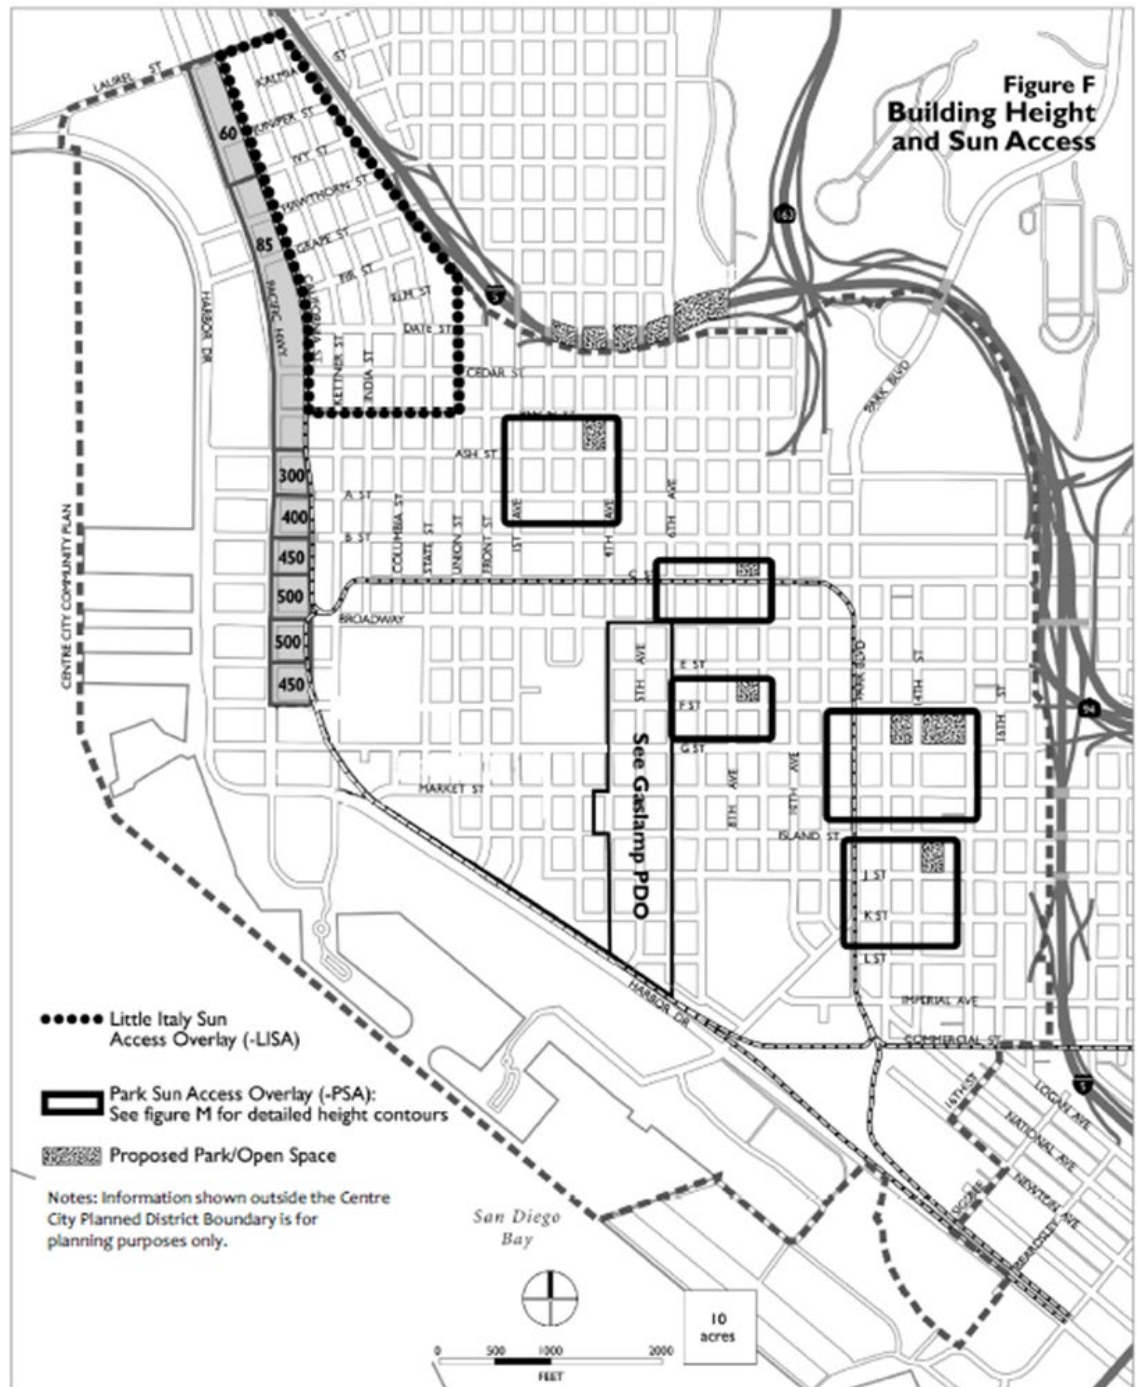 Figure F
Building Height
and Sun Access
LAUREL ST
KALMIA
ST
JUNIPER ST
IVY ST
HAWTHORN ST
GRAPE ST
FIR ST
ELM ST
DATE ST
CEDAR ST
ASH ST
A ST
B ST
BROADWAY
E ST
F ST
G ST
MARKET ST
ISLAND ST
J ST
K ST
L ST
IMPERIAL AVE
COMMERCIAL ST
60
85
300
400
450
500
500
450
HARBOR DR
PACIFIC HWY
CALIFORNIA ST
KETTNER ST
INDIA ST
COLUMBIA ST
STATE ST
UNION ST
FRONT ST
1ST AVE
4TH AVE
6TH AVE
5TH AVE
8TH AVE
11TH AVE
PARK BLVD
PARK BLVD
14TH ST
16TH ST
163
5
94
5
CENTRE CITY COMMUNITY PLAN
See Gaslamp PDO
HARBOR DR
16TH ST
LOGAN AVE
NATIONAL AVE
NEWTON AVE
SIGSBEE
BEARDSLEY
Little Italy Sun
Access Overlay (-LISA)
Park Sun Access Overlay (-PSA):
See figure M for detailed height contours
Proposed Park/Open Space
Notes: Information shown outside the Centre
City Planned District Boundary is for
planning purposes only.
San Diego
Bay
10
acres
0 500 1000 2000
FEET